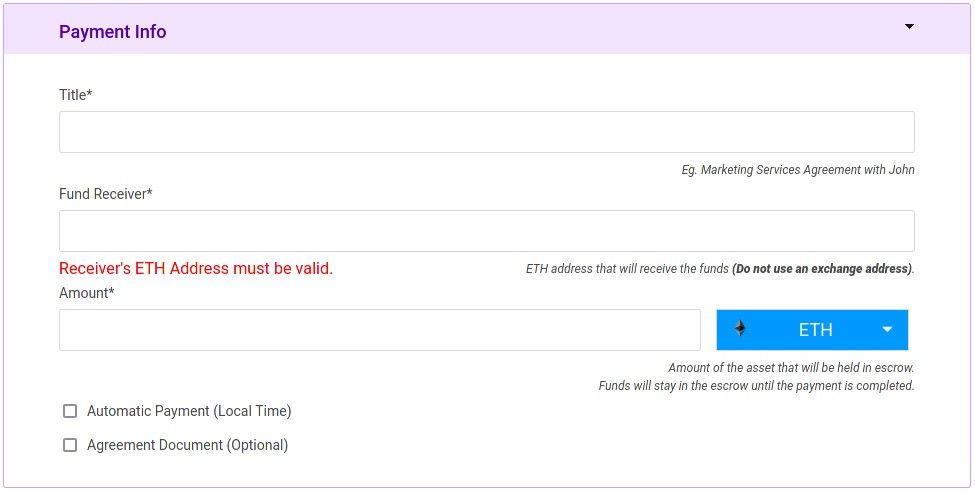 Payment Info
Title*
Eg. Marketing Services Agreement with John
Fund Receiver*
Receiver's ETH Address must be valid.
ETH address that will receive the funds (Do not use an exchange address).
Amount*
ETH
Amount of the asset that will be held in escrow.
Funds will stay in the escrow until the payment is completed.
Automatic Payment (Local Time)
Agreement Document (Optional)